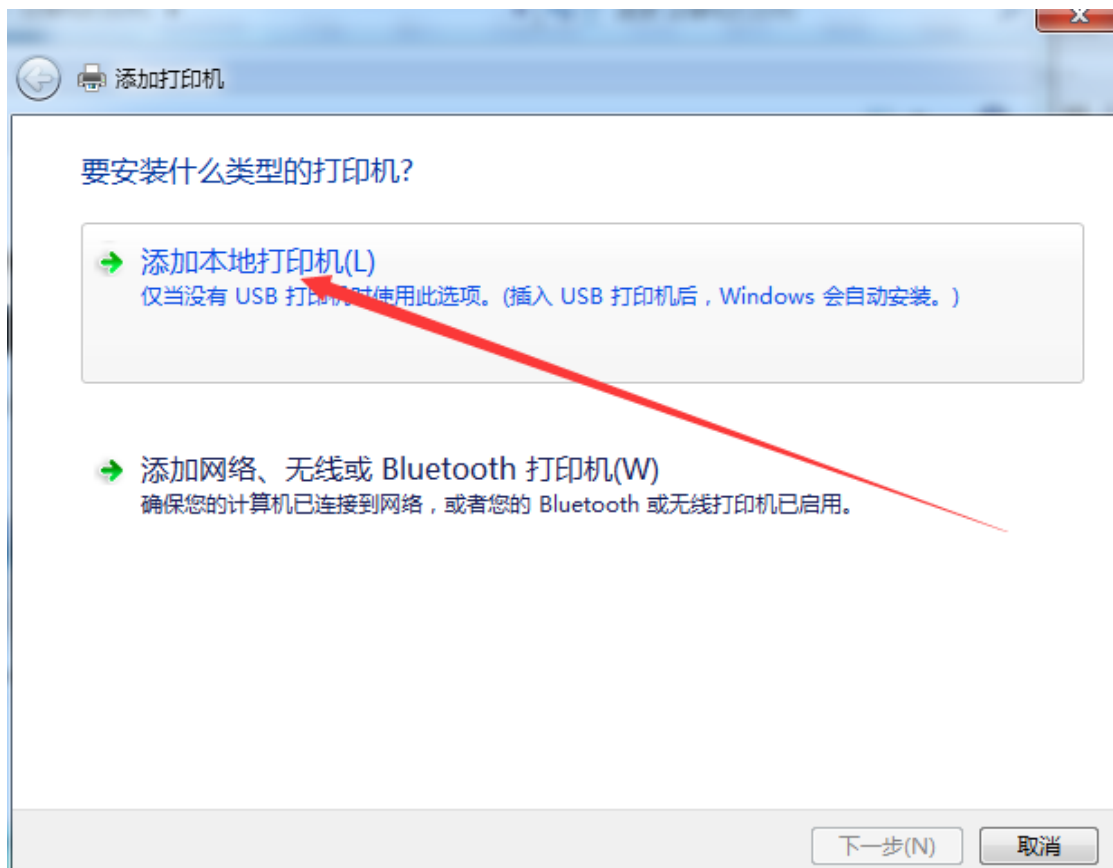 添加打印机
要安装什么类型的打印机?
添加本地打印机(L)
仅当没有 USB 打印机时使用此选项。(插入 USB 打印机后，Windows 会自动安装。)
添加网络、无线或 Bluetooth 打印机(W)
确保您的计算机已连接到网络，或者您的 Bluetooth 或无线打印机已启用。
下一步(N)
取消